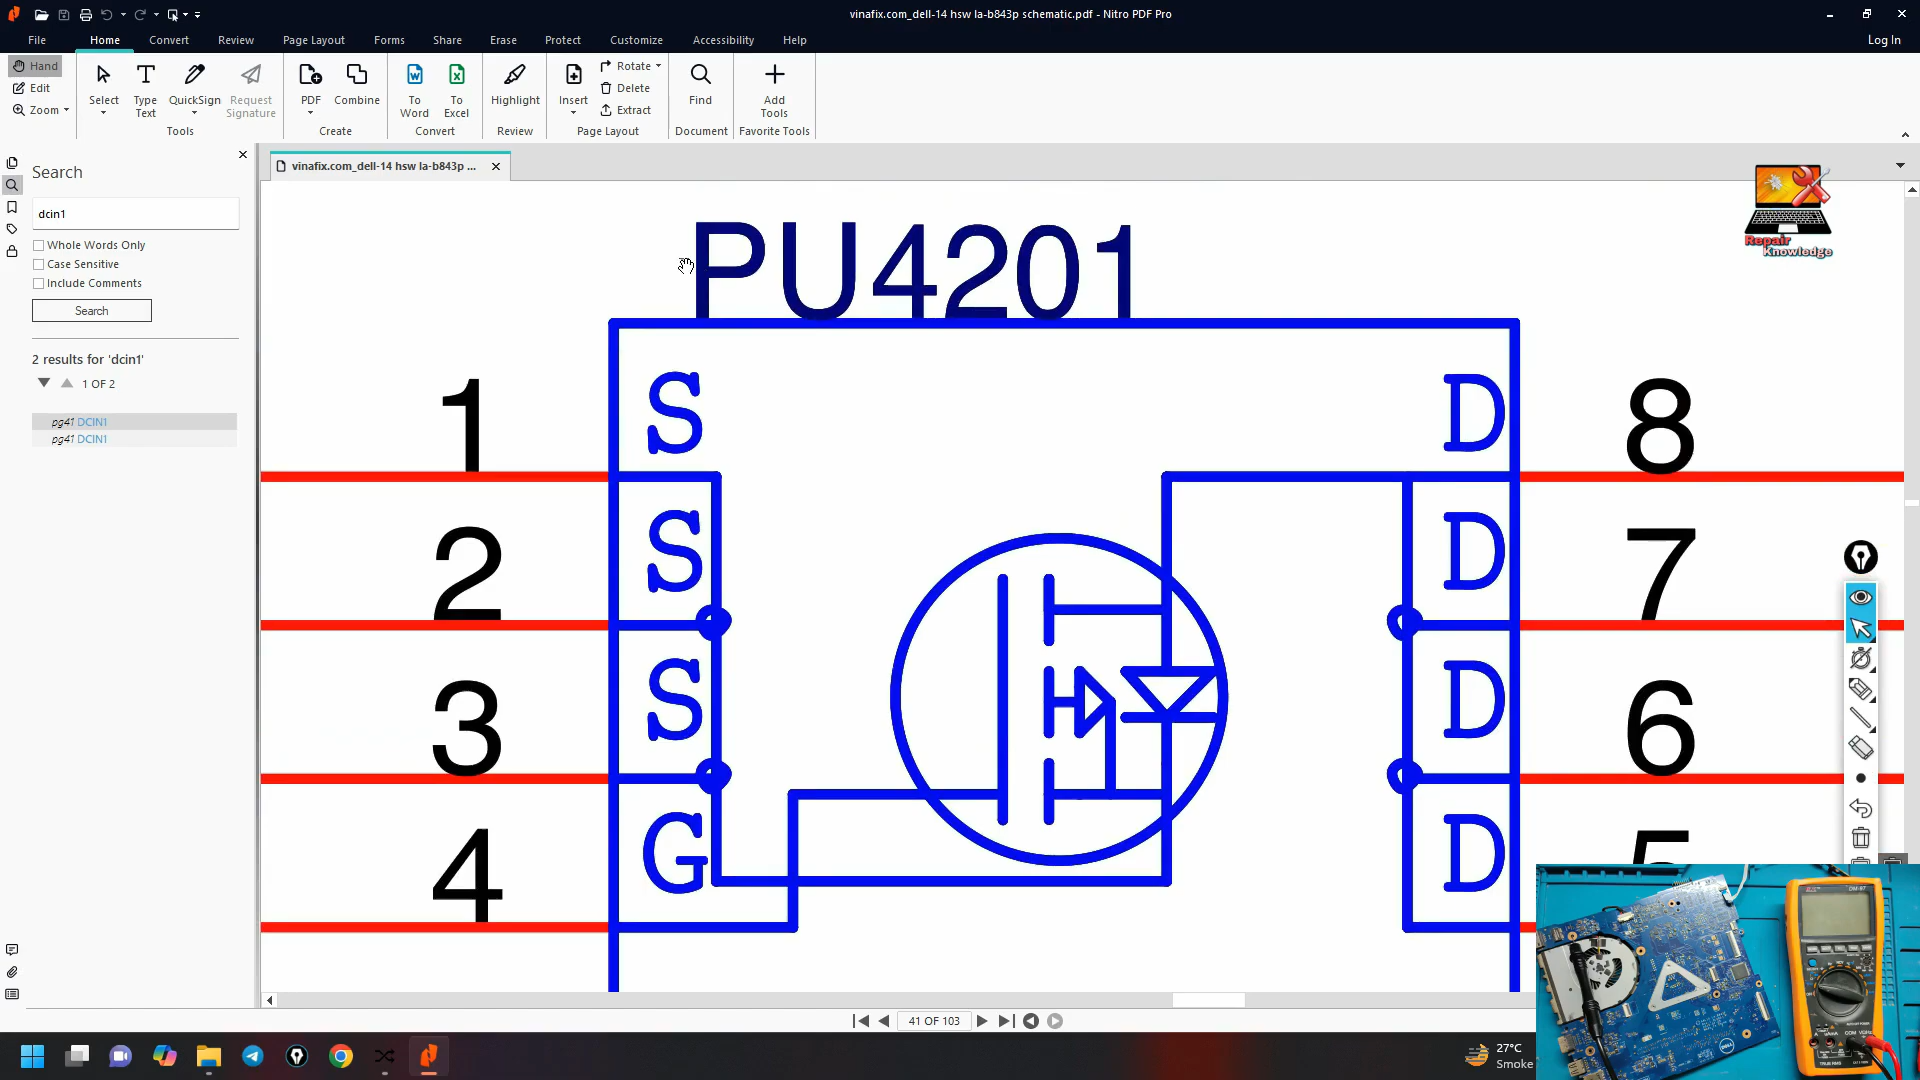 vinafix.com_dell-14 hsw la-b843p schematic.pdf - Nitro PDF Pro
File Home Convert Review Page Layout Forms Share Erase Protect Customize Accessibility Help Log In
Hand
Edit
Zoom
Select
Type Text
QuickSign
Request Signature
Tools
PDF
Combine
Create
To Word
To Excel
Convert
Highlight
Review
Insert
Rotate
Delete
Extract
Page Layout
Find
Document
Add Tools
Favorite Tools
vinafix.com_dell-14 hsw la-b843p ...
Search
dcin1
Whole Words Only
Case Sensitive
Include Comments
Search
2 results for 'dcin1'
1 OF 2
pg41 DCIN1
pg41 DCIN1
Repair
Knowledge
PU4201
1 S D 8
2 S D 7
3 S D 6
4 G D 5
41 OF 103
27°C
Smoke